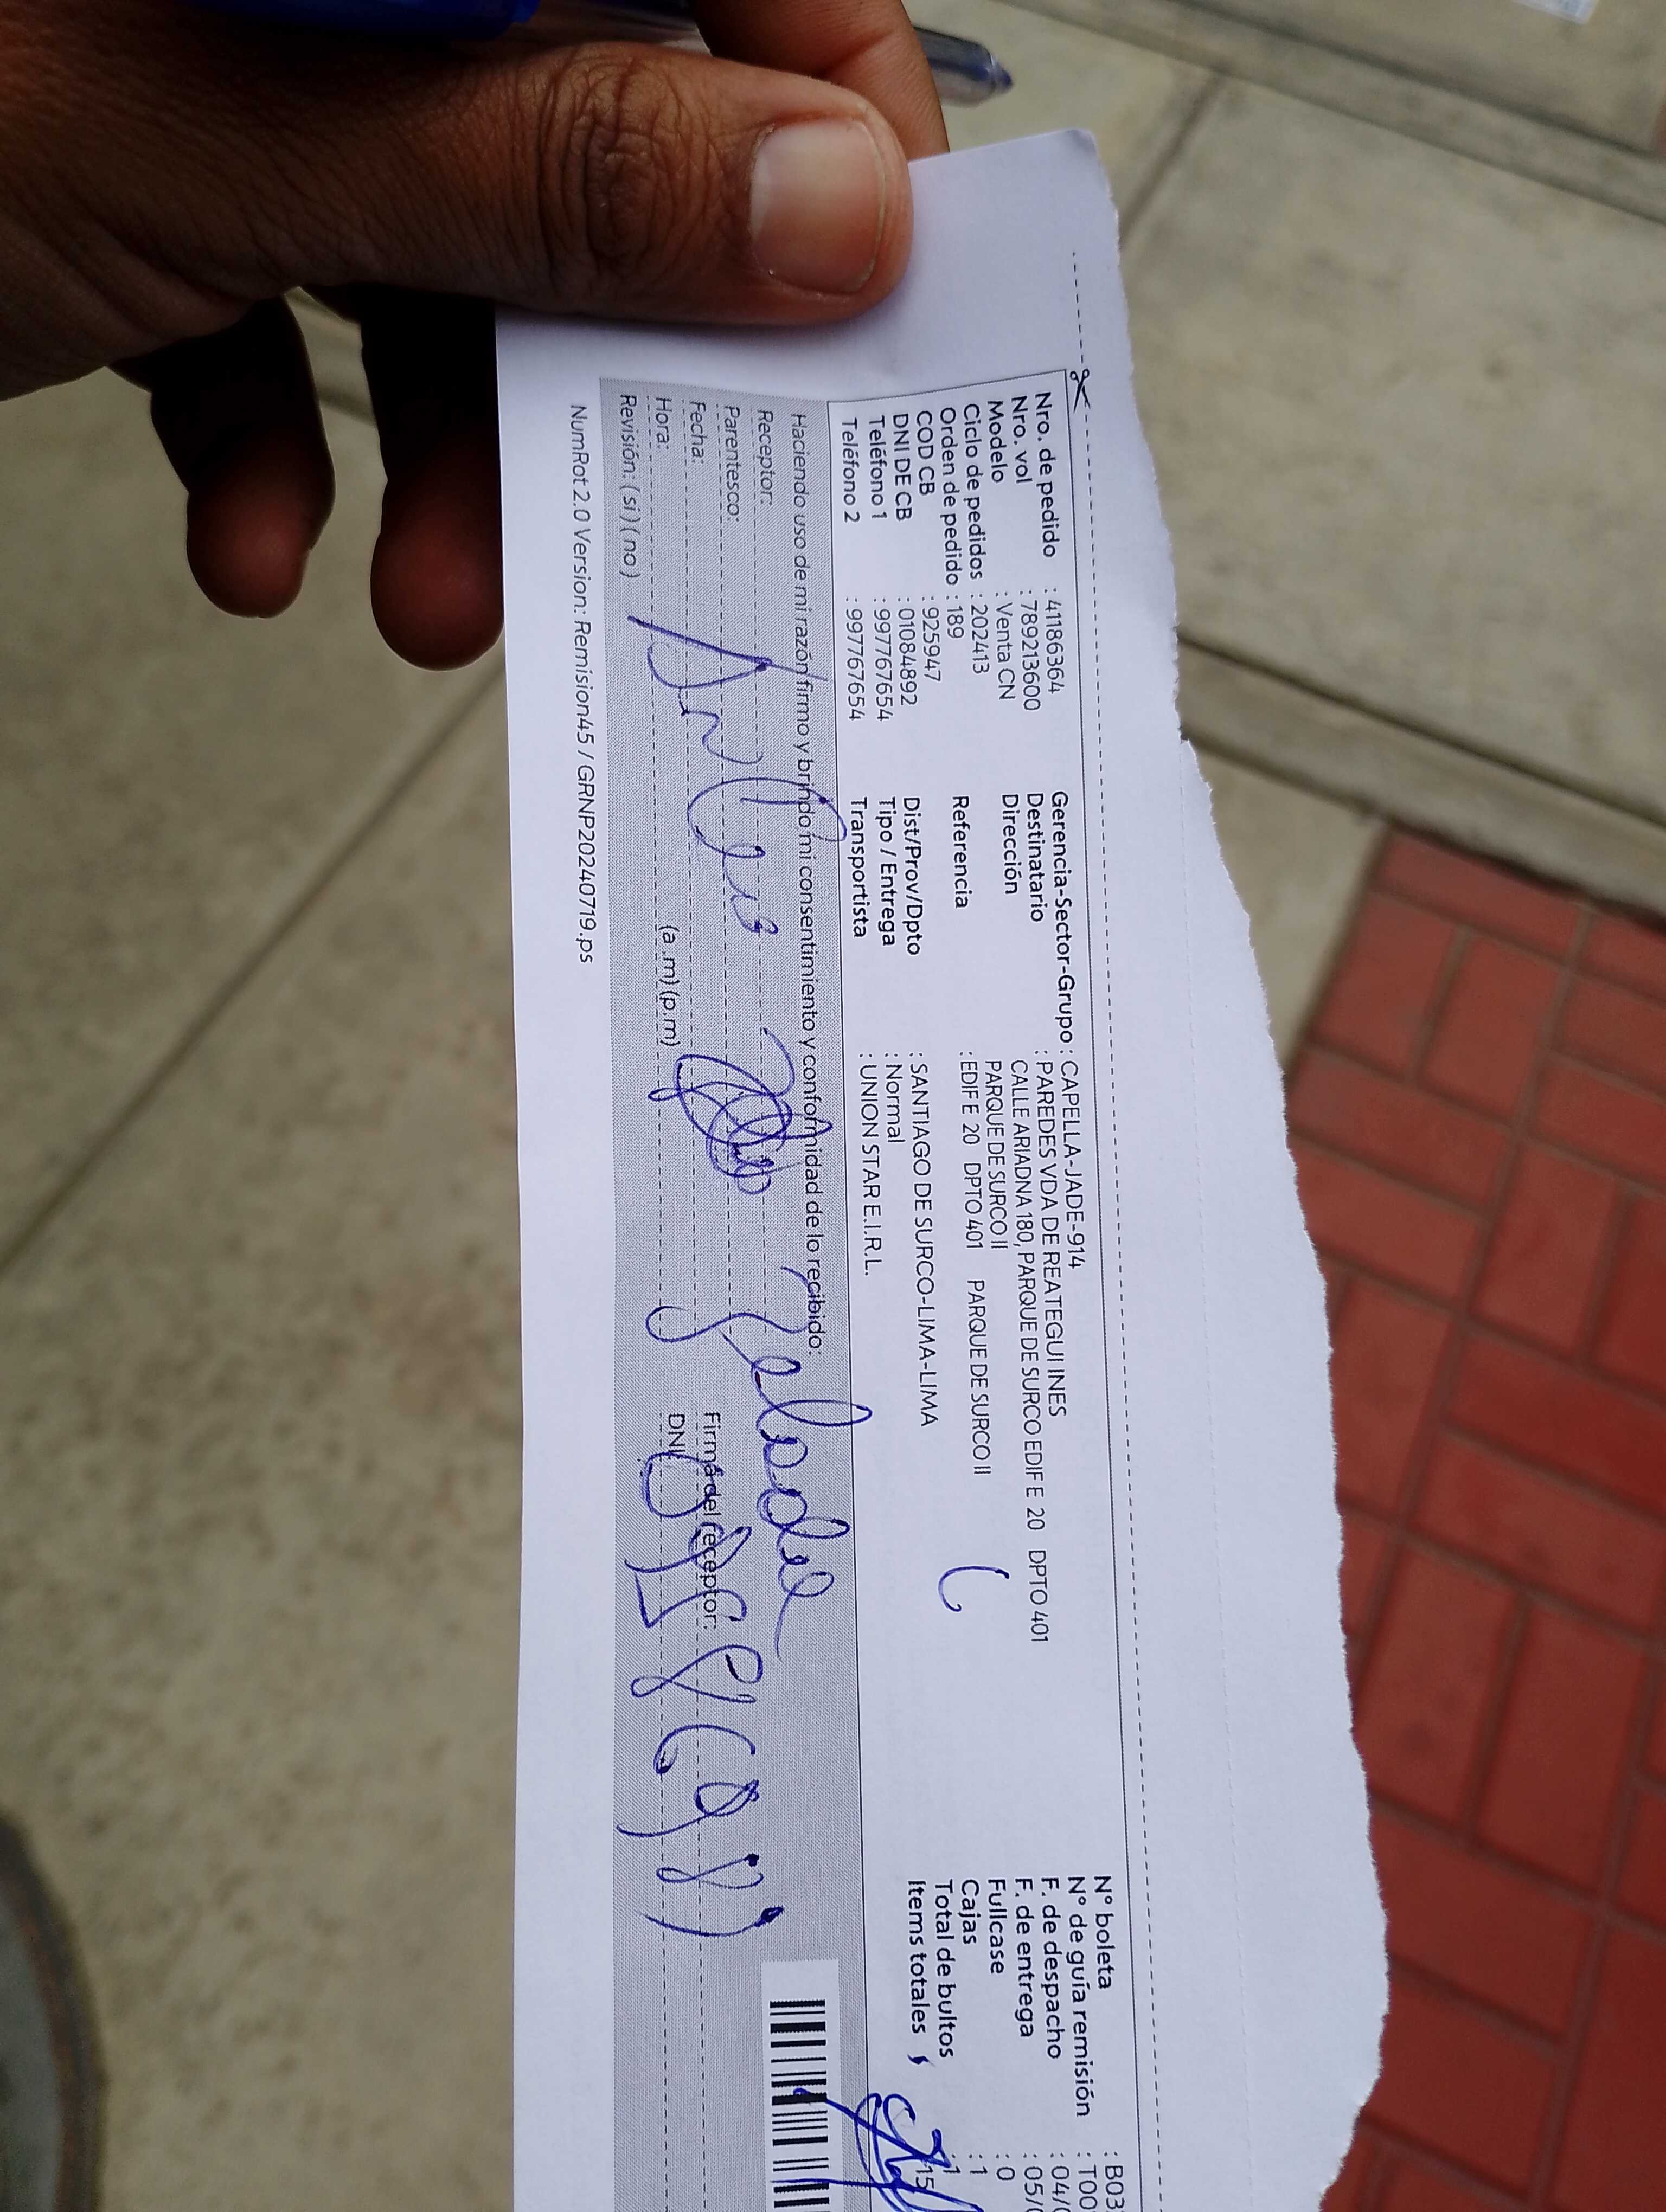 Nro. de pedido : 41186364
Nro. vol : 789213600
Modelo : Venta CN
Ciclo de pedidos : 202413
Orden de pedido : 189
COD CB : 925947
DNI DE CB : 01084892
Teléfono 1 : 997767654
Teléfono 2 : 997767654
Gerencia-Sector-Grupo : CAPELLA-JADE-914
Destinatario : PAREDES VDA DE REATEGUI INES
Dirección CALLE ARIADNA 180, PARQUE DE SURCO EDIF E 20 DPTO 401
PARQUE DE SURCO II
Referencia : EDIF E 20 DPTO 401 PARQUE DE SURCO II
Dist/Prov/Dpto : SANTIAGO DE SURCO-LIMA-LIMA
Tipo / Entrega : Normal
Transportista : UNION STAR E.I.R.L.
N° boleta : B03
N° de guía remisión : T00
F. de despacho : 04/
F. de entrega : 05/
Fullcase : 0
Cajas : 1
Total de bultos : 1
Items totales 15
Haciendo uso de mi razón firmo y brindo mi consentimiento y conformidad de lo recibido:
Receptor:
Parentesco:
Fecha:
Hora: (a.m) (p.m)
Revisión: ( si ) ( no )
Firma del receptor:
DNI
NumRot 2.0 Version: Remision45 / GRNP20240719.ps